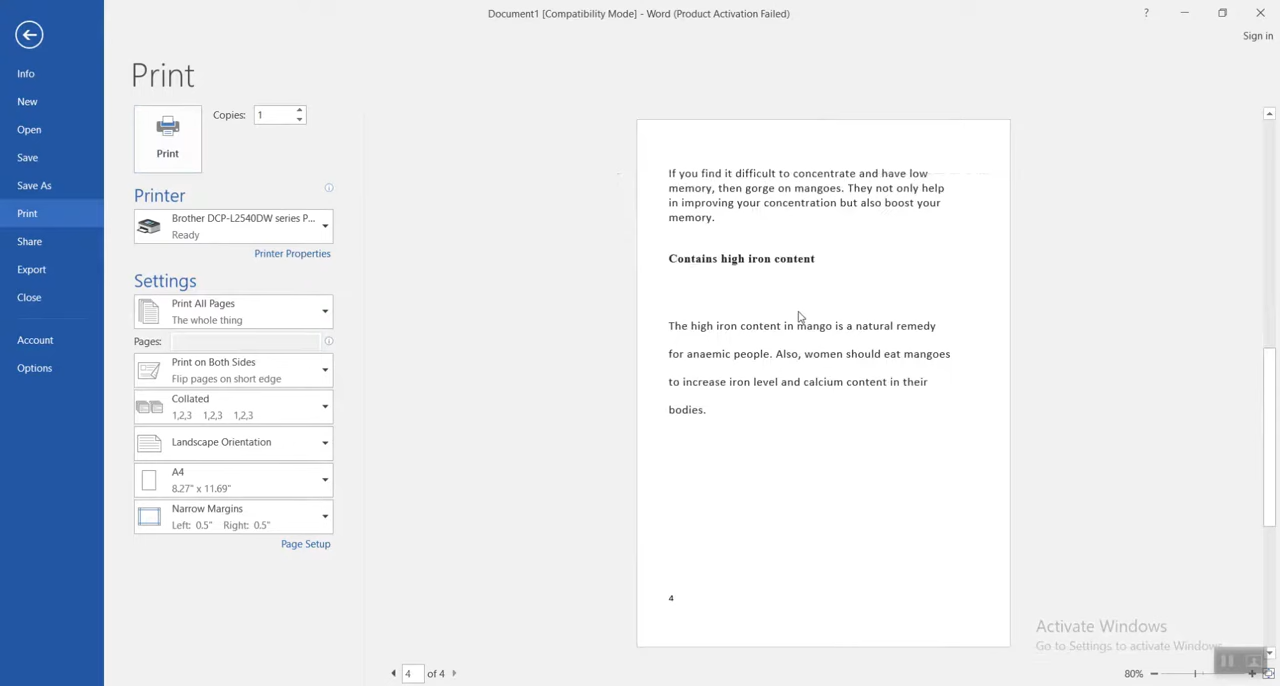 Document1 [Compatibility Mode] - Word (Product Activation Failed)
?
Sign in
Info
New
Open
Save
Save As
Print
Share
Export
Close
Account
Options
Print
Print
Copies: 1
Printer
Brother DCP-L2540DW series P...
Ready
Printer Properties
Settings
Print All Pages
The whole thing
Pages:
Print on Both Sides
Flip pages on short edge
Collated
1,2,3 1,2,3 1,2,3
Landscape Orientation
A4
8.27" x 11.69"
Narrow Margins
Left: 0.5" Right: 0.5"
Page Setup
If you find it difficult to concentrate and have low
memory, then gorge on mangoes. They not only help
in improving your concentration but also boost your
memory.
Contains high iron content
The high iron content in mango is a natural remedy
for anaemic people. Also, women should eat mangoes
to increase iron level and calcium content in their
bodies.
4
Activate Windows
Go to Settings to activate Windows.
4 of 4
80%